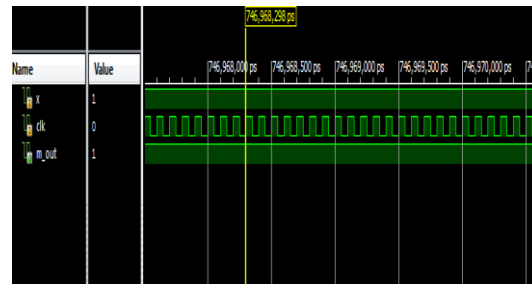 746,968,298 ps
Name Value 746,968,000 ps 746,968,500 ps 746,969,000 ps 746,969,500 ps 746,970,000 ps
x 1
clk 0
m_out 1